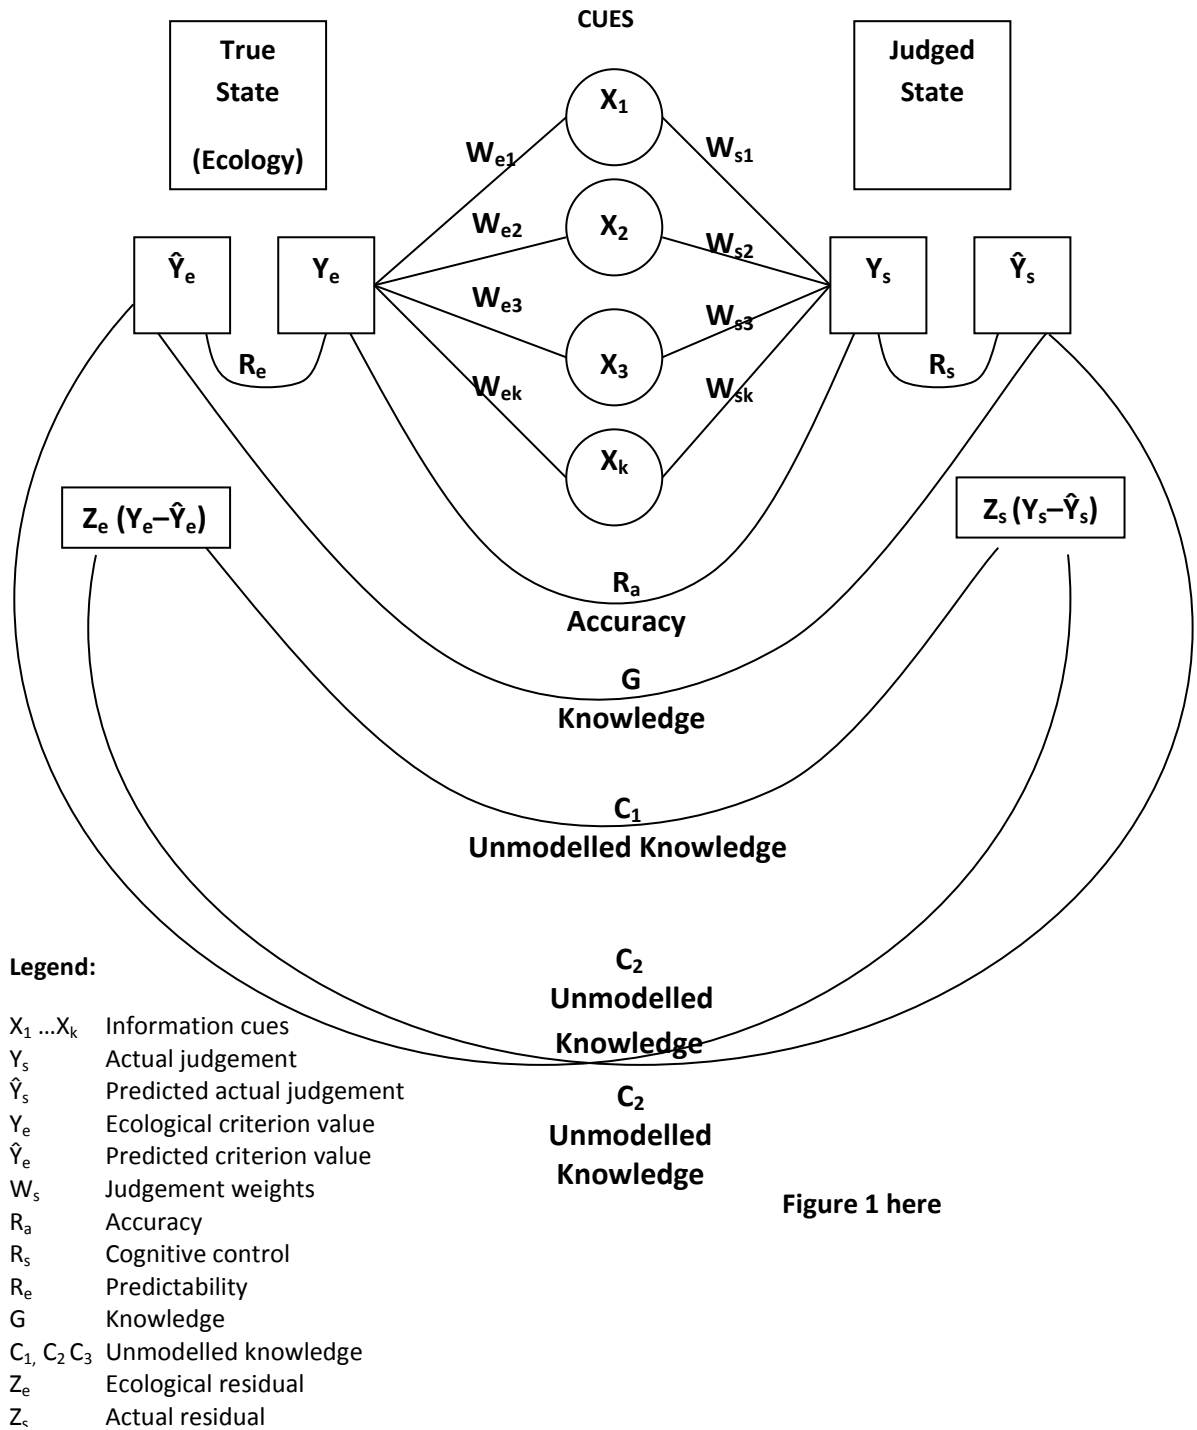 CUES
True
State
(Ecology)
Judged
State
X₁
Wₑ₁
Wₛ₁
X₂
Wₑ₂
Wₛ₂
Ŷₑ
Yₑ
Yₛ
Ŷₛ
Wₑ₃
Wₛ₃
X₃
Rₑ
Rₛ
Wₑₖ
Wₛₖ
Xₖ
Zₑ (Yₑ–Ŷₑ)
Zₛ (Yₛ–Ŷₛ)
Rₐ
Accuracy
G
Knowledge
C₁
Unmodelled Knowledge
C₂
Unmodelled
Knowledge
C₂
Unmodelled
Knowledge
Figure 1 here
Legend:
X₁ ...Xₖ Information cues
Yₛ Actual judgement
Ŷₛ Predicted actual judgement
Yₑ Ecological criterion value
Ŷₑ Predicted criterion value
Wₛ Judgement weights
Rₐ Accuracy
Rₛ Cognitive control
Rₑ Predictability
G Knowledge
C₁, C₂ C₃ Unmodelled knowledge
Zₑ Ecological residual
Zₛ Actual residual